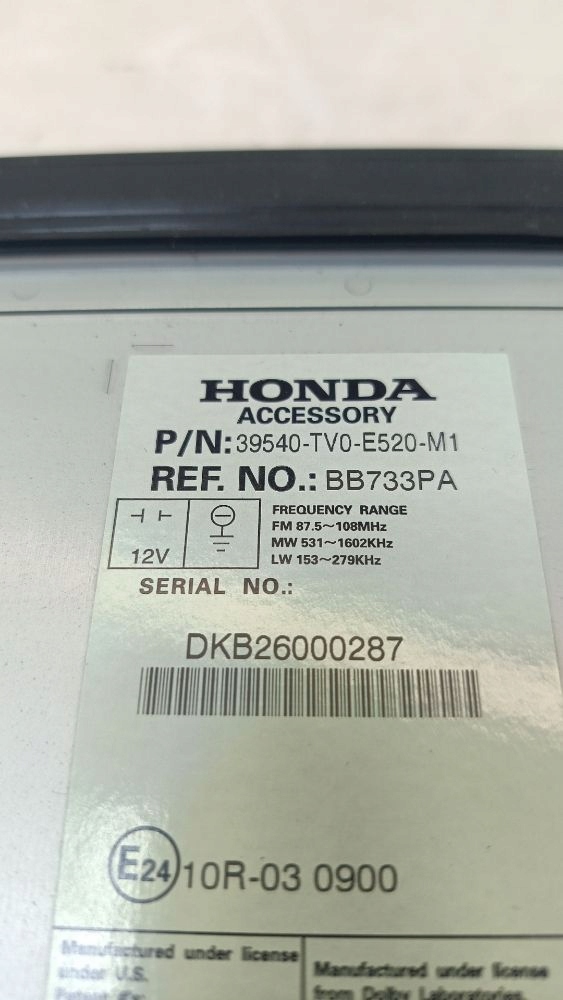 HONDA
ACCESSORY
P/N: 39540-TV0-E520-M1
REF. NO.: BB733PA
12V
FREQUENCY RANGE
FM 87.5～108MHz
MW 531～1602KHz
LW 153～279KHz
SERIAL NO.:
DKB26000287
E24 10R-03 0900
Manufactured under license
under U.S.
Manufactured under license
from Dolby Laboratories